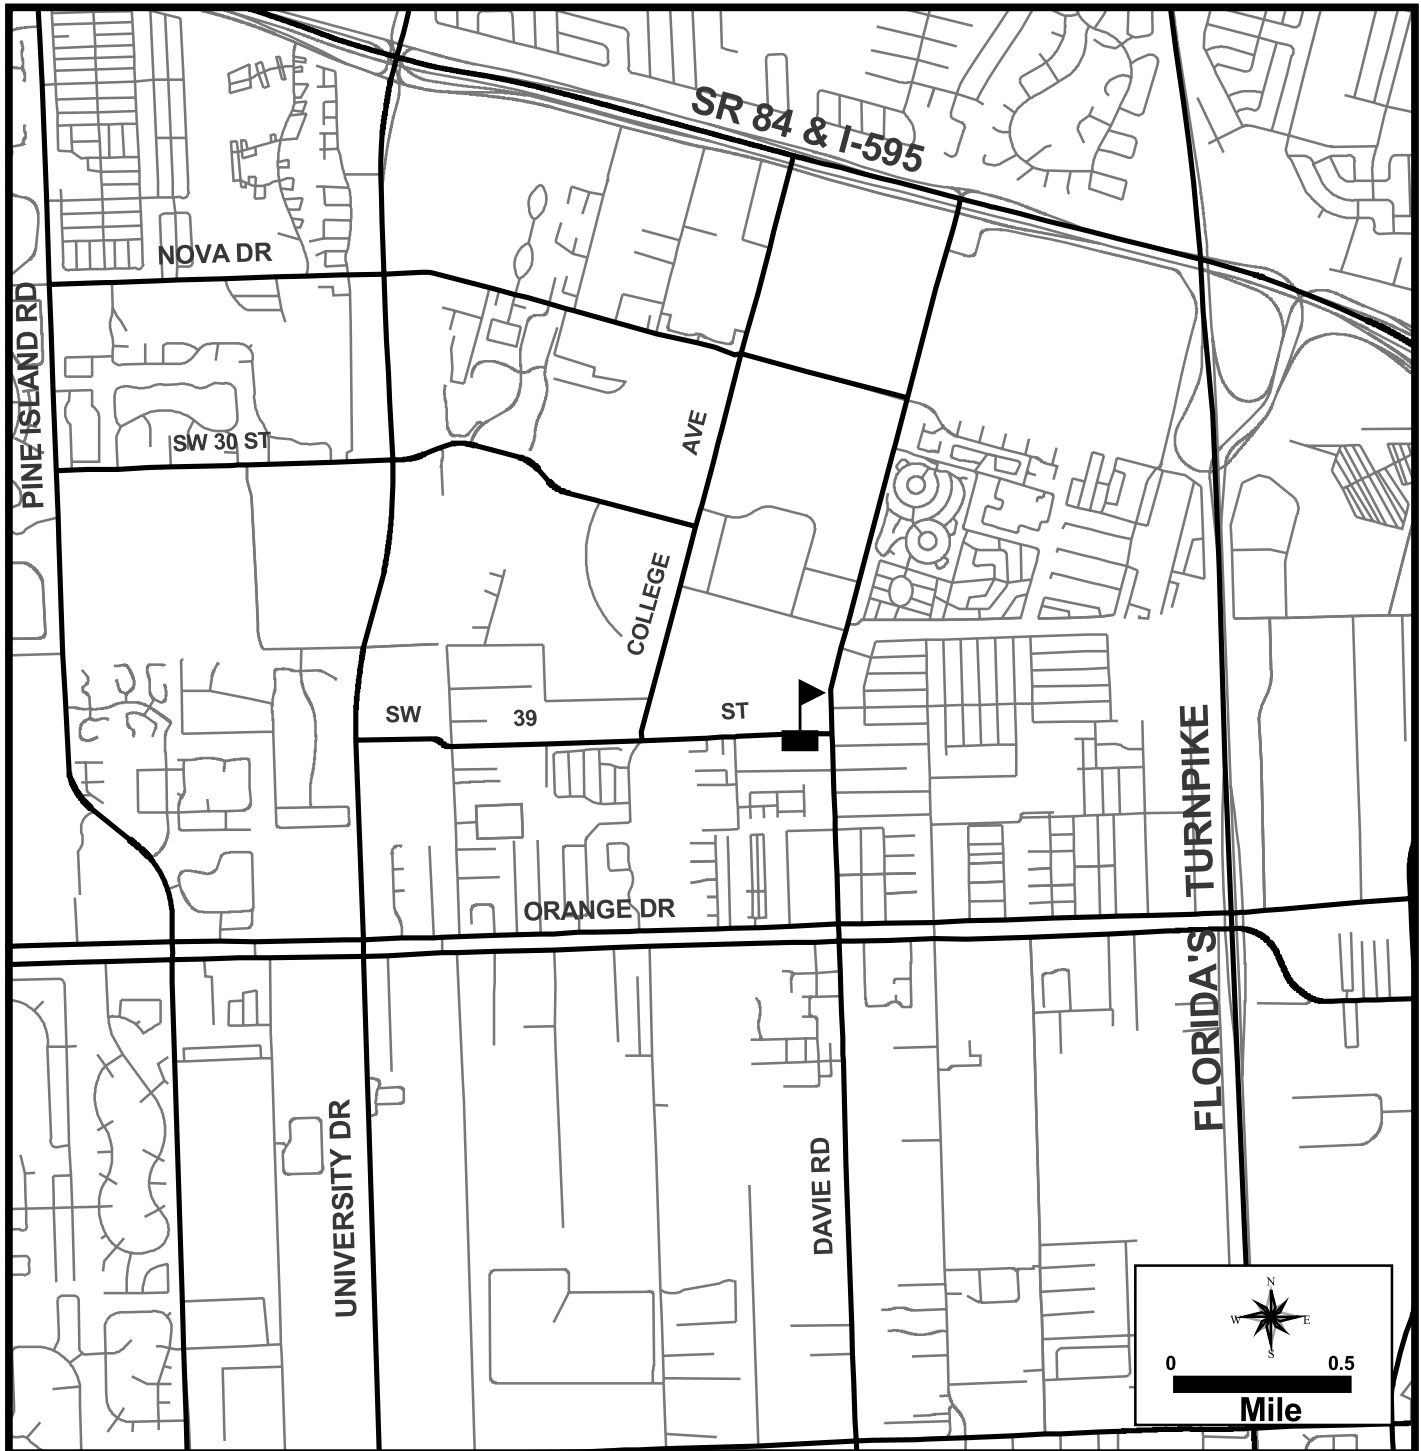 SR 84 & I-595
NOVA DR
PINE ISLAND RD
SW 30 ST
AVE
COLLEGE
SW 39 ST
ORANGE DR
FLORIDA'S TURNPIKE
UNIVERSITY DR
DAVIE RD
N
W E
S
0 0.5
Mile